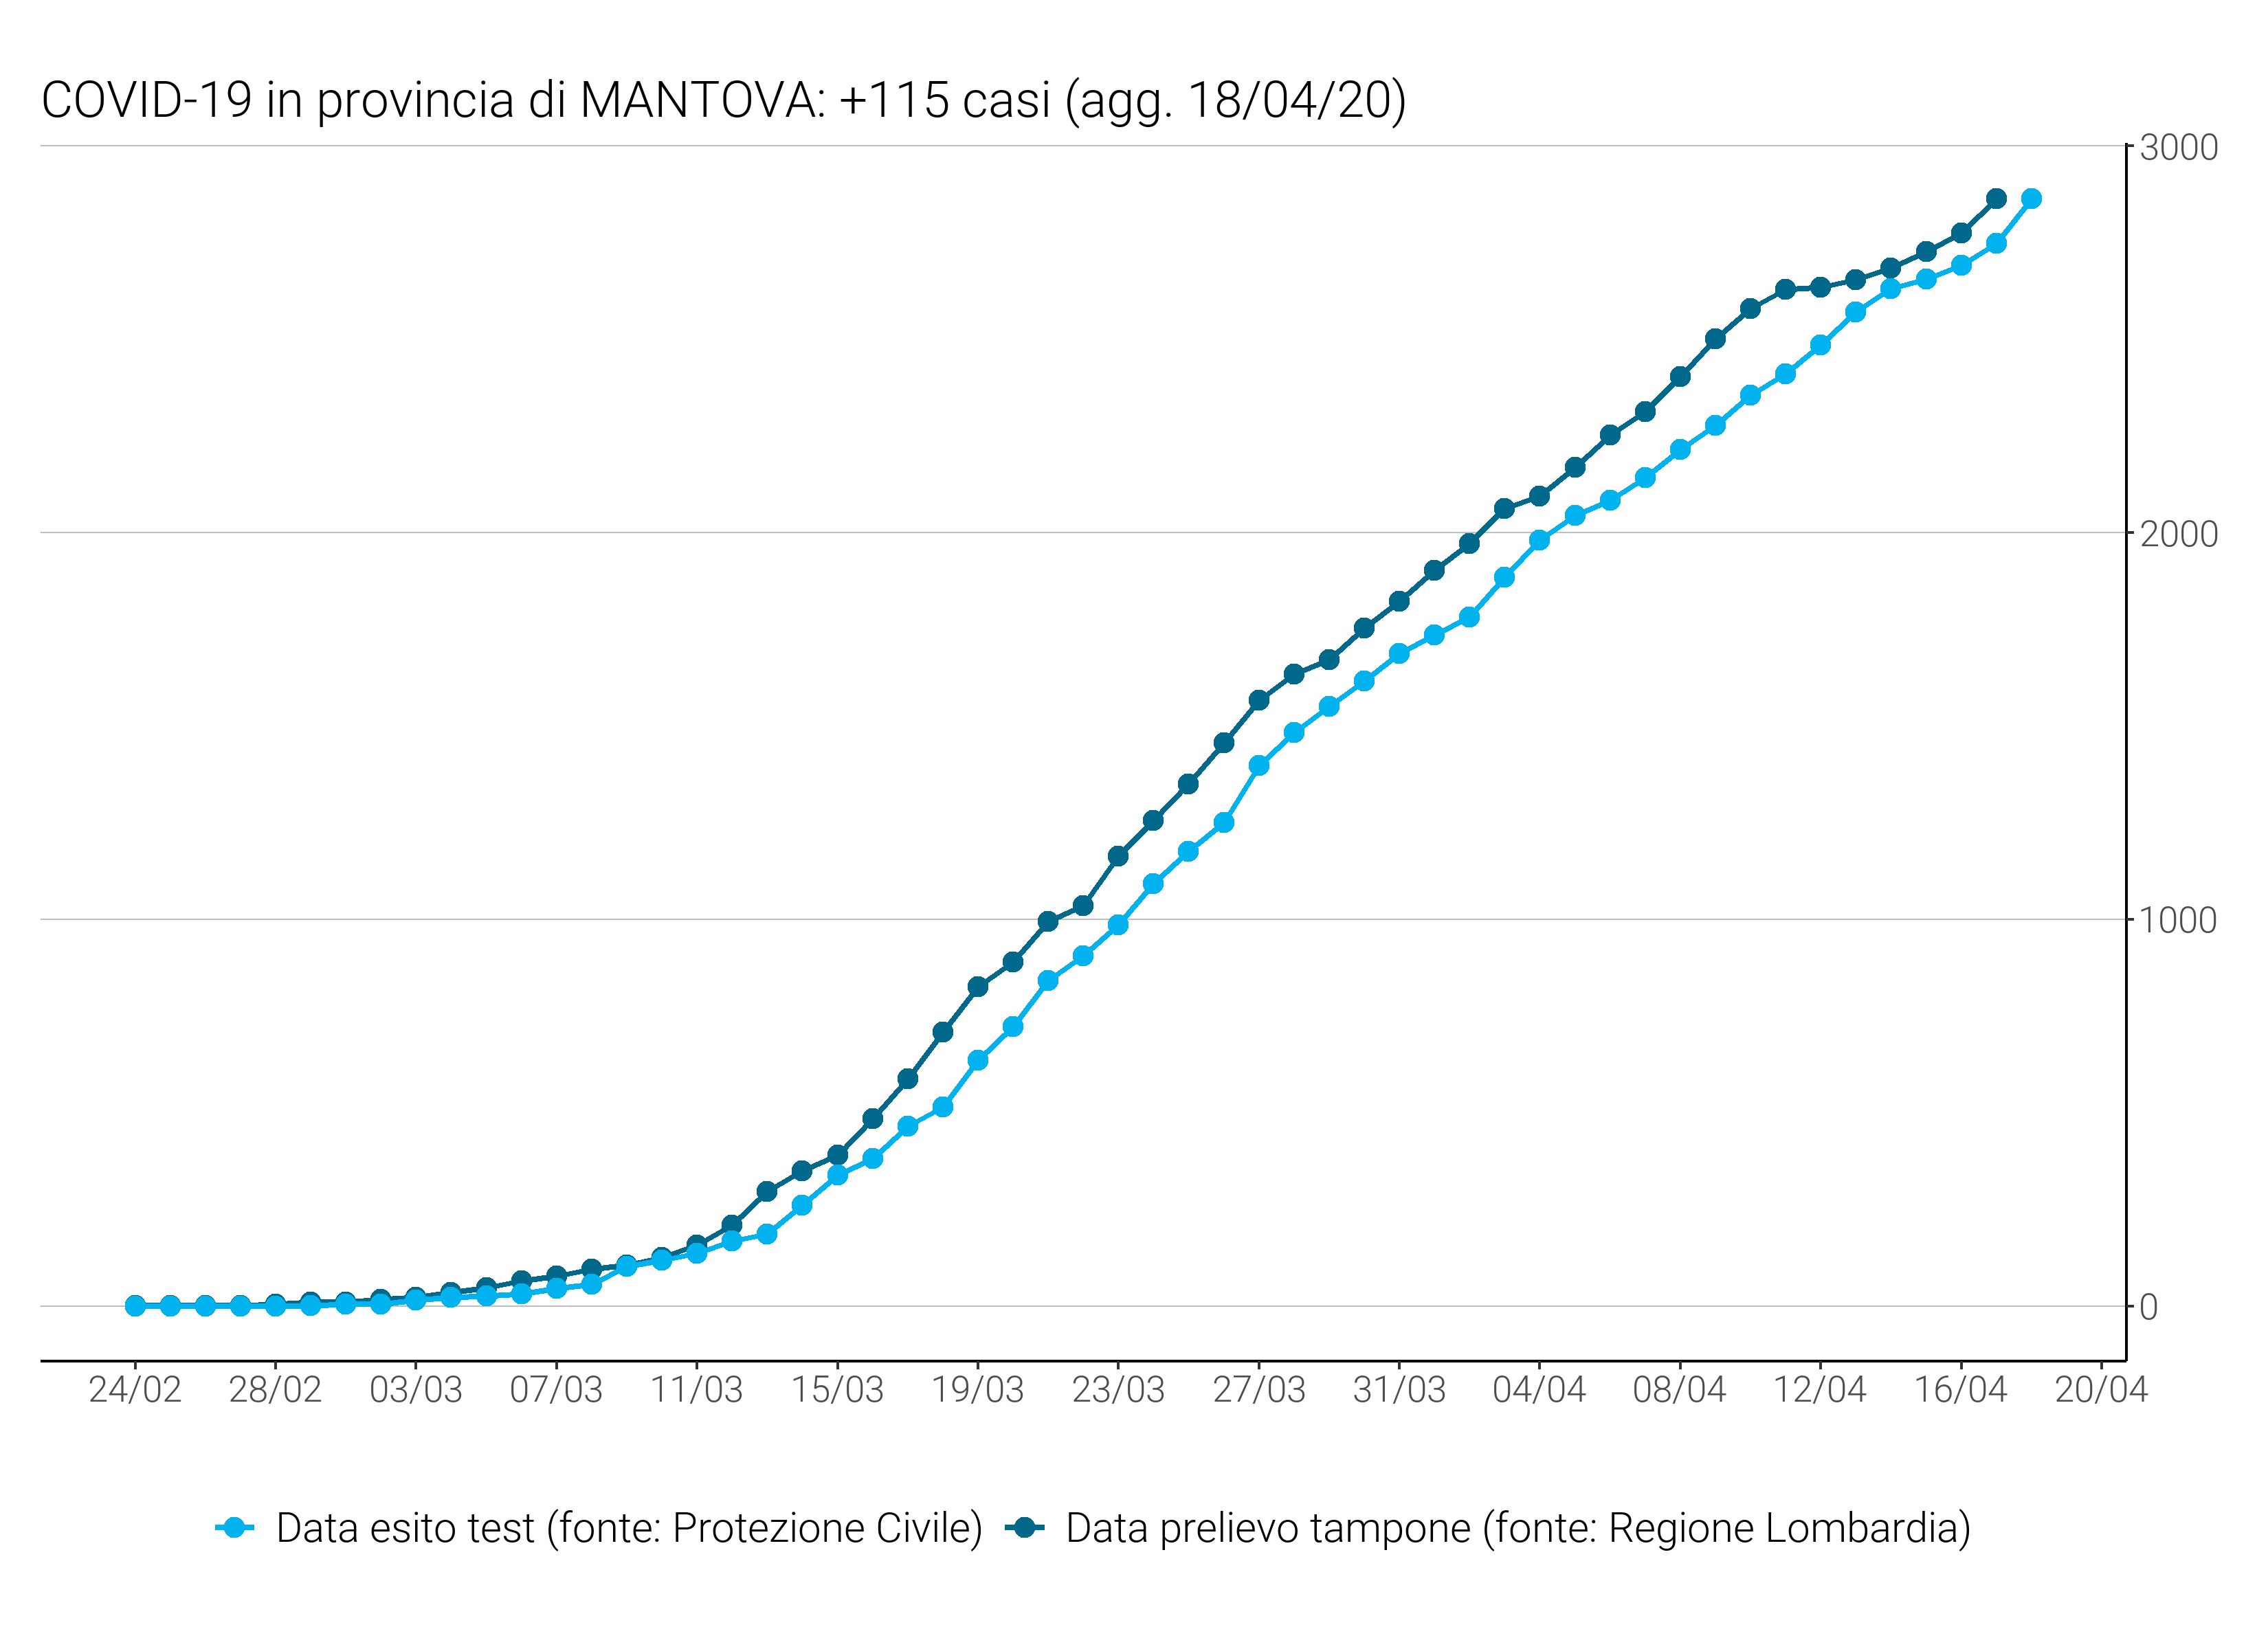 COVID-19 in provincia di MANTOVA: +115 casi (agg. 18/04/20)
3000
2000
1000
0
24/02 28/02 03/03 07/03 11/03 15/03 19/03 23/03 27/03 31/03 04/04 08/04 12/04 16/04 20/04
Data esito test (fonte: Protezione Civile) Data prelievo tampone (fonte: Regione Lombardia)